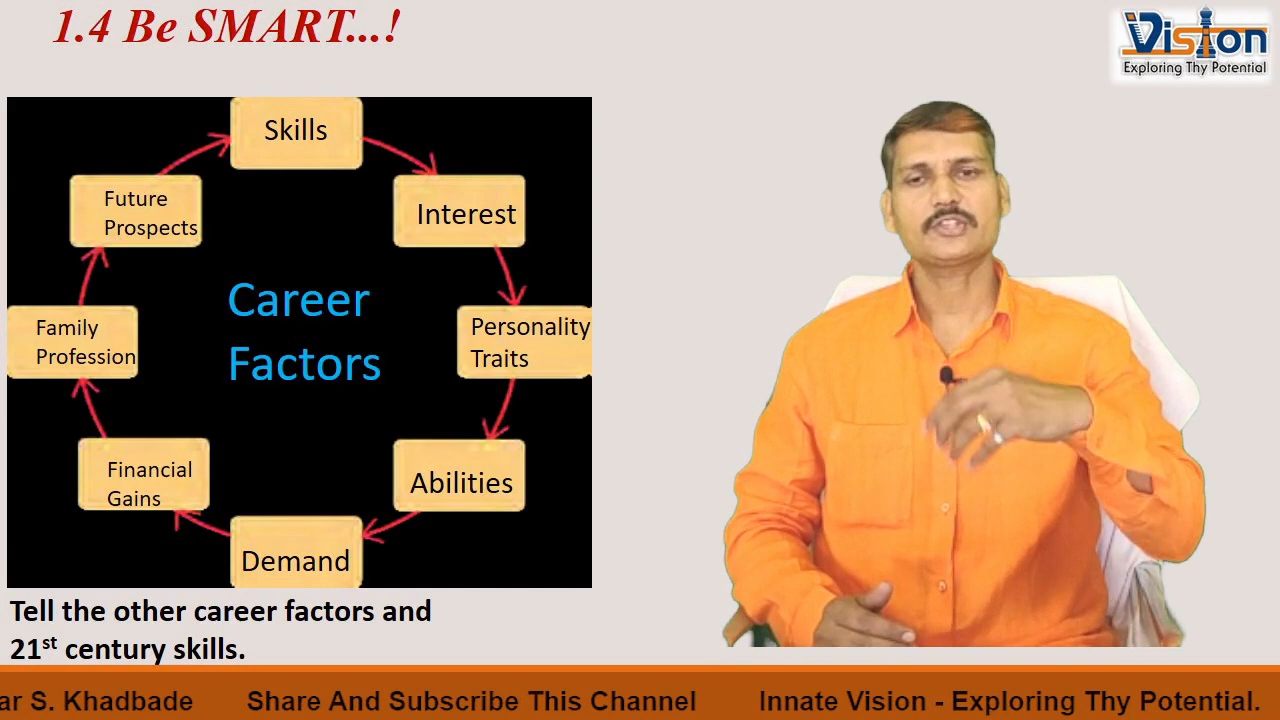 1.4 Be SMART...!
Vision
Exploring Thy Potential
Skills
Interest
Personality
Traits
Abilities
Demand
Financial
Gains
Family
Profession
Future
Prospects
Career
Factors
Tell the other career factors and
21st century skills.
ar S. Khadbade Share And Subscribe This Channel Innate Vision - Exploring Thy Potential.